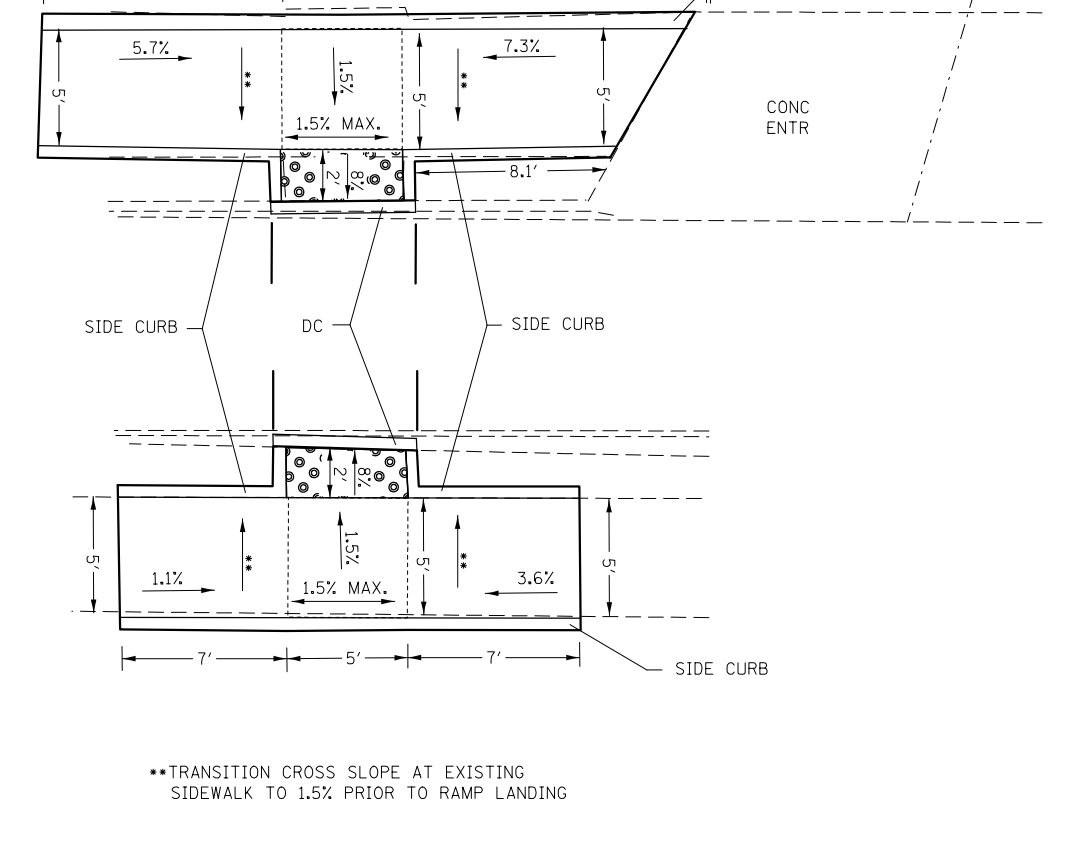 5.7%
7.3%
**
1.5%
**
5'
5'
5'
1.5% MAX.
CONC
ENTR
2'
8%
8.1'
SIDE CURB
DC
SIDE CURB
2'
8%
5'
**
1.5%
5'
**
5'
1.1%
1.5% MAX.
3.6%
7'
5'
7'
SIDE CURB
**TRANSITION CROSS SLOPE AT EXISTING
SIDEWALK TO 1.5% PRIOR TO RAMP LANDING